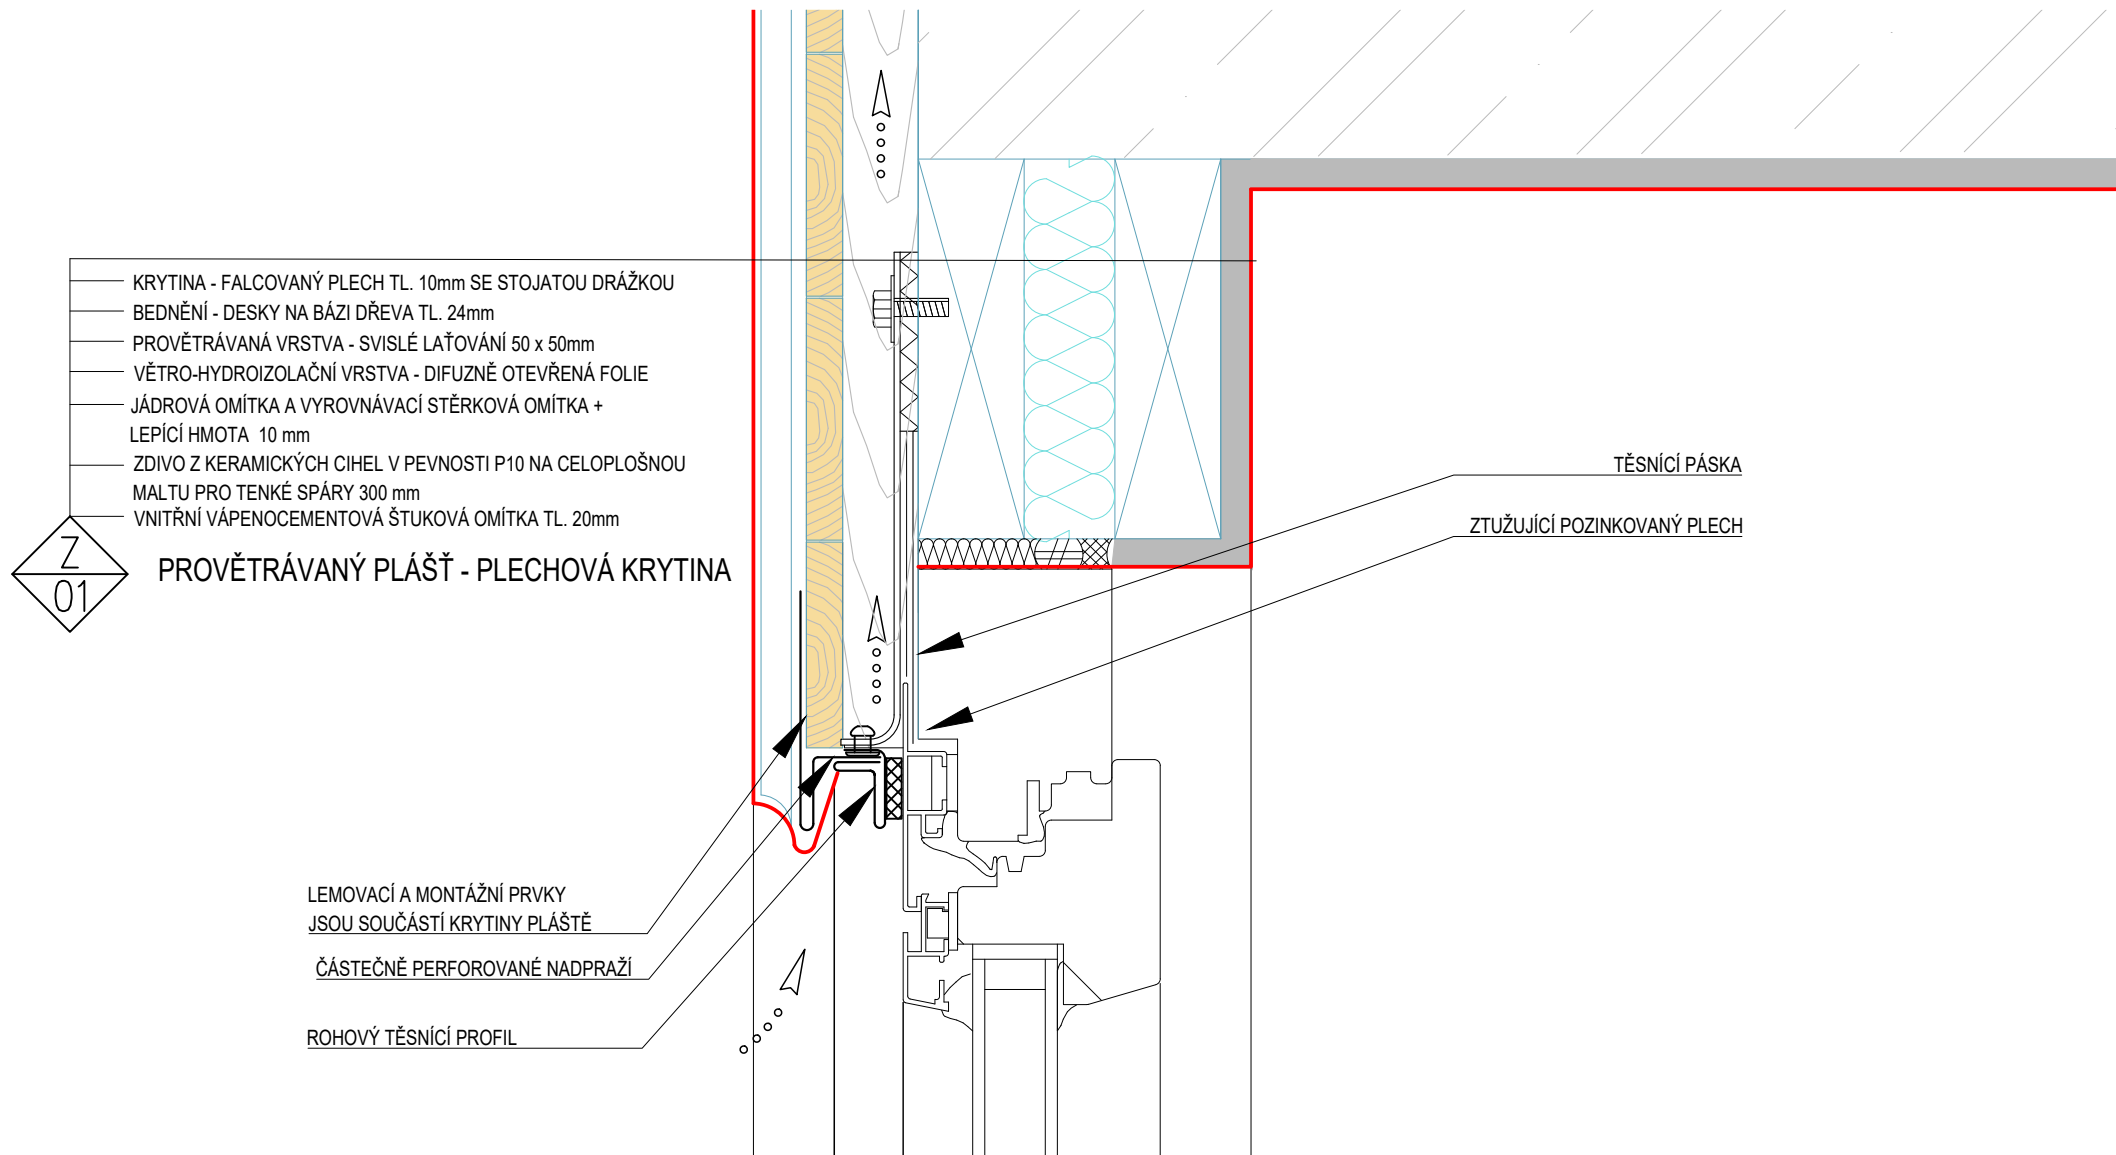 KRYTINA - FALCOVANÝ PLECH TL. 10mm SE STOJATOU DRÁŽKOU
BEDNĚNÍ - DESKY NA BÁZI DŘEVA TL. 24mm
PROVĚTRÁVANÁ VRSTVA - SVISLÉ LAŤOVÁNÍ 50 x 50mm
VĚTRO-HYDROIZOLAČNÍ VRSTVA - DIFUZNĚ OTEVŘENÁ FOLIE
JÁDROVÁ OMÍTKA A VYROVNÁVACÍ STĚRKOVÁ OMÍTKA +
LEPÍCÍ HMOTA 10 mm
ZDIVO Z KERAMICKÝCH CIHEL V PEVNOSTI P10 NA CELOPLOŠNOU
MALTU PRO TENKÉ SPÁRY 300 mm
VNITŘNÍ VÁPENOCEMENTOVÁ ŠTUKOVÁ OMÍTKA TL. 20mm
Z
01
PROVĚTRÁVANÝ PLÁŠŤ - PLECHOVÁ KRYTINA
TĚSNÍCÍ PÁSKA
ZTUŽUJÍCÍ POZINKOVANÝ PLECH
LEMOVACÍ A MONTÁŽNÍ PRVKY
JSOU SOUČÁSTÍ KRYTINY PLÁŠTĚ
ČÁSTEČNĚ PERFOROVANÉ NADPRAŽÍ
ROHOVÝ TĚSNÍCÍ PROFIL